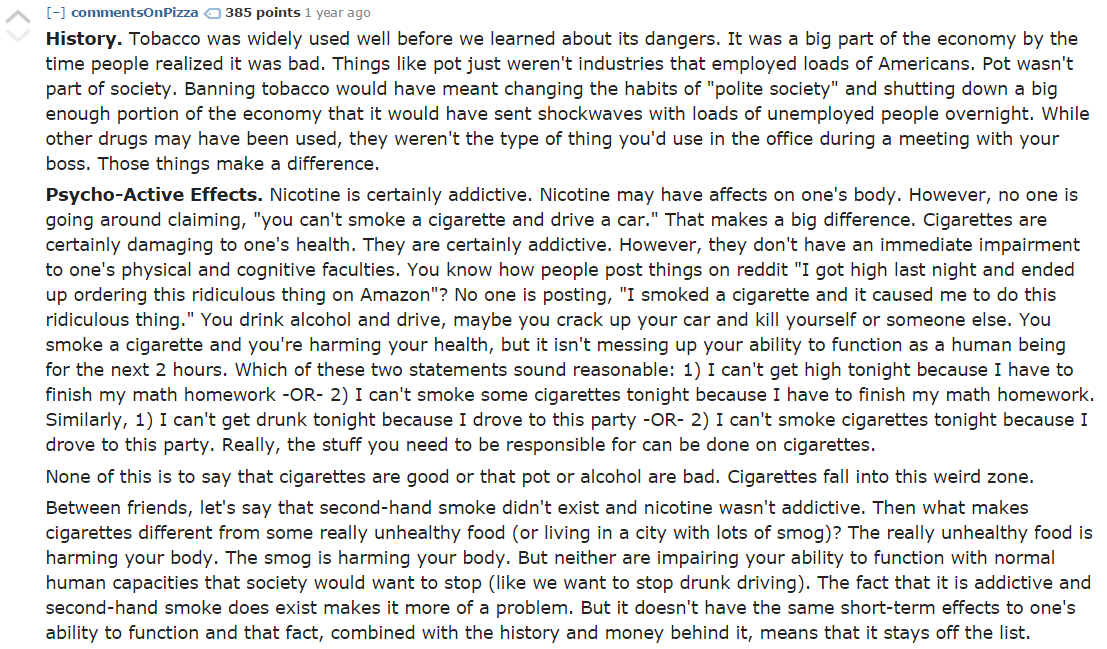 [–] commentsOnPizza 385 points 1 year ago
History. Tobacco was widely used well before we learned about its dangers. It was a big part of the economy by the
time people realized it was bad. Things like pot just weren't industries that employed loads of Americans. Pot wasn't
part of society. Banning tobacco would have meant changing the habits of "polite society" and shutting down a big
enough portion of the economy that it would have sent shockwaves with loads of unemployed people overnight. While
other drugs may have been used, they weren't the type of thing you'd use in the office during a meeting with your
boss. Those things make a difference.
Psycho-Active Effects. Nicotine is certainly addictive. Nicotine may have affects on one's body. However, no one is
going around claiming, "you can't smoke a cigarette and drive a car." That makes a big difference. Cigarettes are
certainly damaging to one's health. They are certainly addictive. However, they don't have an immediate impairment
to one's physical and cognitive faculties. You know how people post things on reddit "I got high last night and ended
up ordering this ridiculous thing on Amazon"? No one is posting, "I smoked a cigarette and it caused me to do this
ridiculous thing." You drink alcohol and drive, maybe you crack up your car and kill yourself or someone else. You
smoke a cigarette and you're harming your health, but it isn't messing up your ability to function as a human being
for the next 2 hours. Which of these two statements sound reasonable: 1) I can't get high tonight because I have to
finish my math homework -OR- 2) I can't smoke some cigarettes tonight because I have to finish my math homework.
Similarly, 1) I can't get drunk tonight because I drove to this party -OR- 2) I can't smoke cigarettes tonight because I
drove to this party. Really, the stuff you need to be responsible for can be done on cigarettes.
None of this is to say that cigarettes are good or that pot or alcohol are bad. Cigarettes fall into this weird zone.
Between friends, let's say that second-hand smoke didn't exist and nicotine wasn't addictive. Then what makes
cigarettes different from some really unhealthy food (or living in a city with lots of smog)? The really unhealthy food is
harming your body. The smog is harming your body. But neither are impairing your ability to function with normal
human capacities that society would want to stop (like we want to stop drunk driving). The fact that it is addictive and
second-hand smoke does exist makes it more of a problem. But it doesn't have the same short-term effects to one's
ability to function and that fact, combined with the history and money behind it, means that it stays off the list.